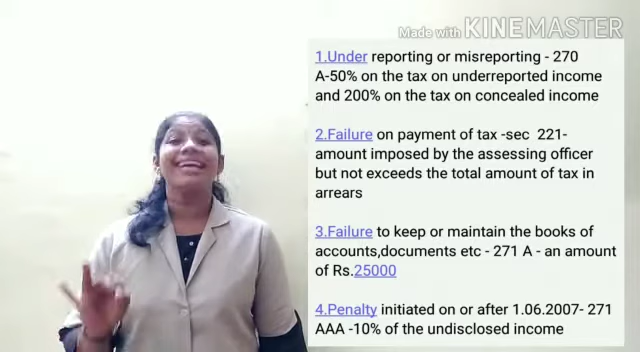 Made with KINEMASTER
1.Under reporting or misreporting - 270
A-50% on the tax on underreported income
and 200% on the tax on concealed income
2.Failure on payment of tax -sec  221-
amount imposed by the assessing officer
but not exceeds the total amount of tax in
arrears
3.Failure to keep or maintain the books of
accounts,documents etc - 271 A - an amount
of Rs.25000
4.Penalty initiated on or after 1.06.2007- 271
AAA -10% of the undisclosed income